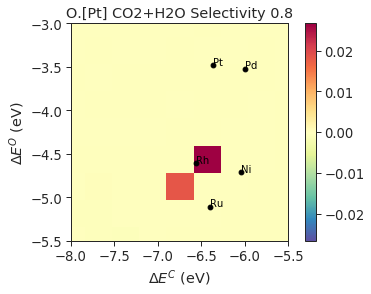 O.[Pt] CO2+H2O Selectivity 0.8
−3.0
−3.5
−4.0
−4.5
−5.0
−5.5
ΔE^O (eV)
Pt
Pd
Rh
Ni
Ru
−8.0 −7.5 −7.0 −6.5 −6.0 −5.5
ΔE^C (eV)
0.02
0.01
0.00
−0.01
−0.02